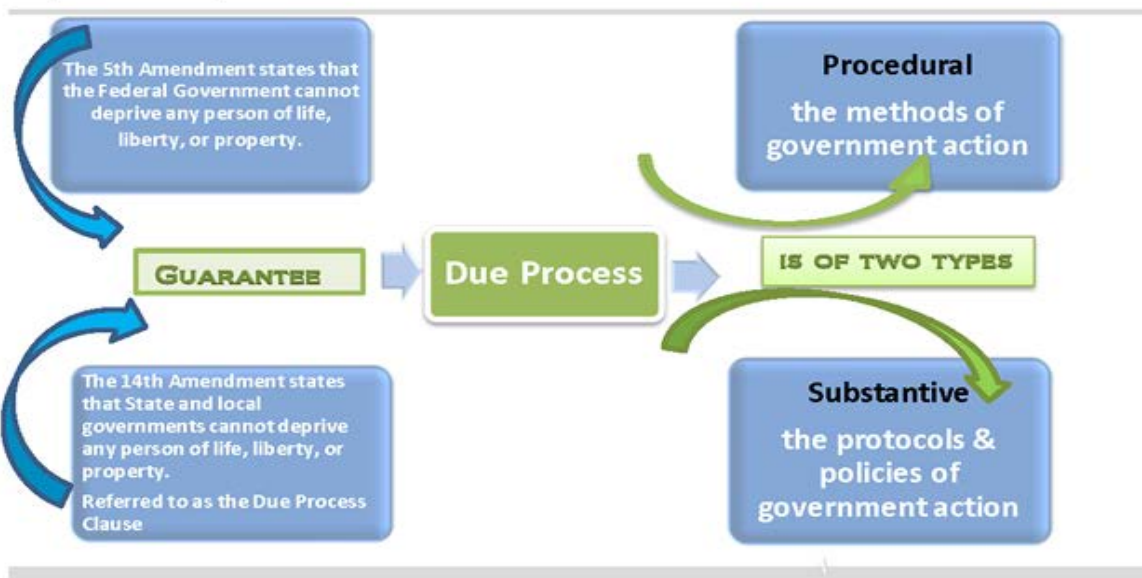 The 5th Amendment states that
the Federal Government cannot
deprive any person of life,
liberty, or property.
Procedural
the methods of
government action
GUARANTEE
Due Process
IS OF TWO TYPES
The 14th Amendment states
that State and local
governments cannot deprive
any person of life, liberty, or
property.
Referred to as the Due Process
Clause
Substantive
the protocols &
policies of
government action